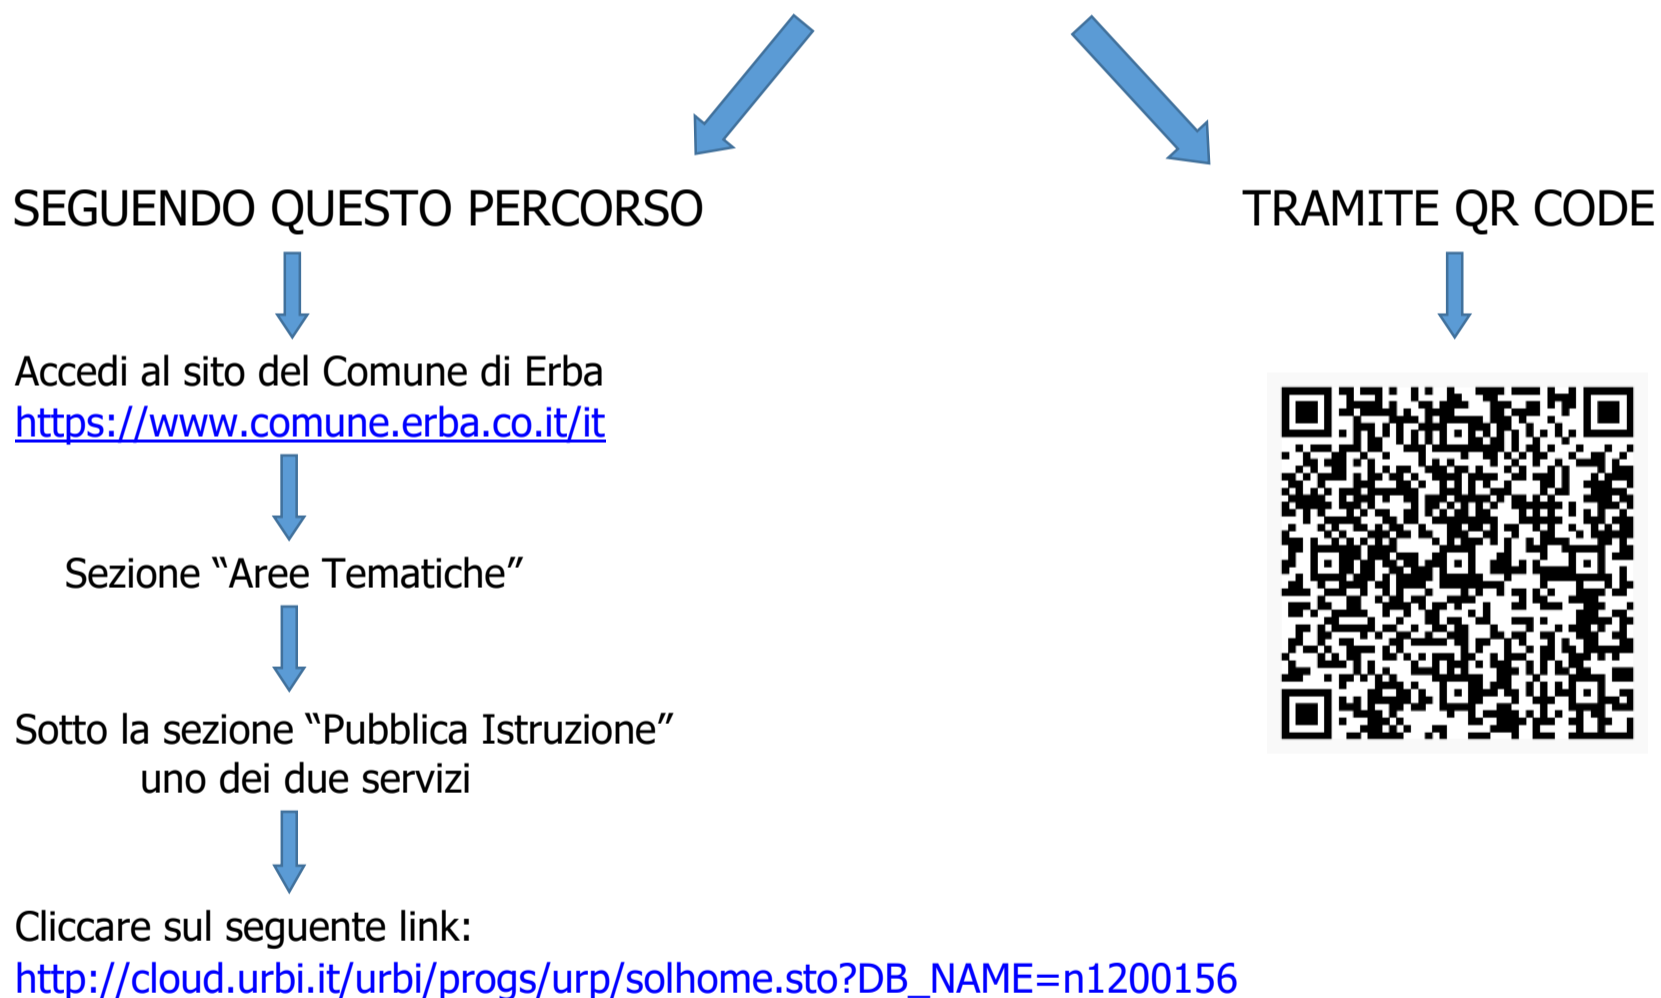 SEGUENDO QUESTO PERCORSO
TRAMITE QR CODE
Accedi al sito del Comune di Erba
https://www.comune.erba.co.it/it
Sezione “Aree Tematiche”
Sotto la sezione “Pubblica Istruzione”
uno dei due servizi
Cliccare sul seguente link:
http://cloud.urbi.it/urbi/progs/urp/solhome.sto?DB_NAME=n1200156